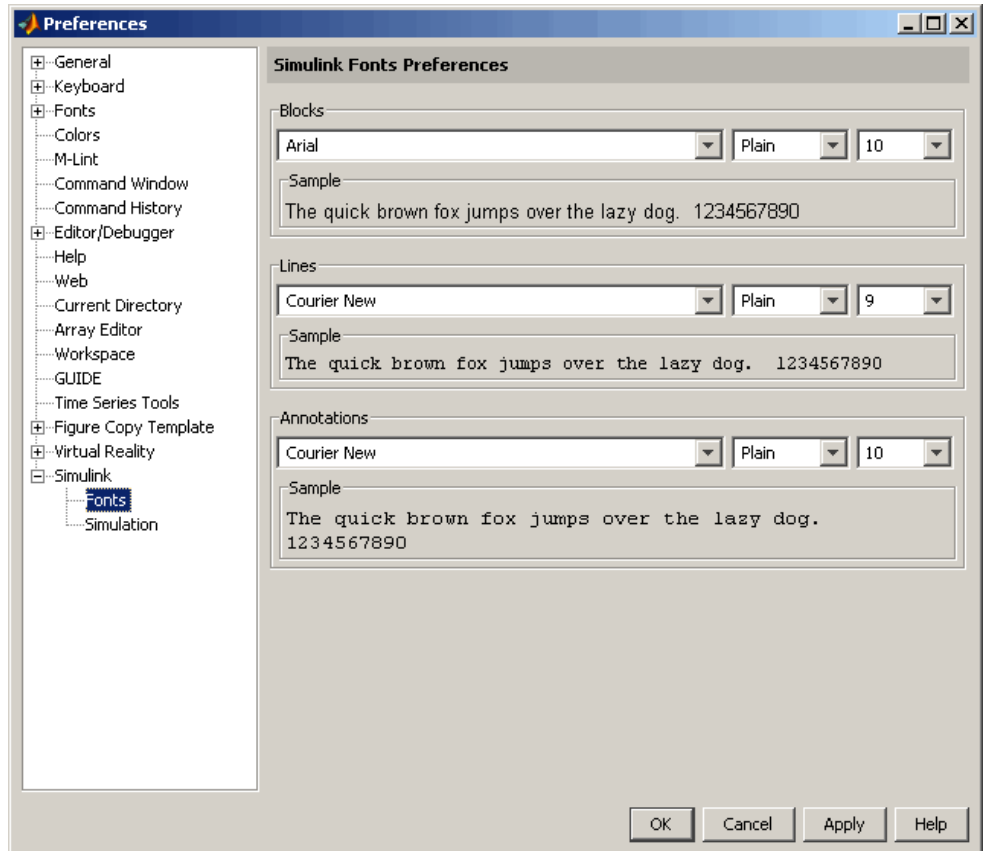 Preferences
General
Keyboard
Fonts
Colors
M-Lint
Command Window
Command History
Editor/Debugger
Help
Web
Current Directory
Array Editor
Workspace
GUIDE
Time Series Tools
Figure Copy Template
Virtual Reality
Simulink
Fonts
Simulation
Simulink Fonts Preferences
Blocks
Arial Plain 10
Sample
The quick brown fox jumps over the lazy dog. 1234567890
Lines
Courier New Plain 9
Sample
The quick brown fox jumps over the lazy dog. 1234567890
Annotations
Courier New Plain 10
Sample
The quick brown fox jumps over the lazy dog.
1234567890
OK Cancel Apply Help